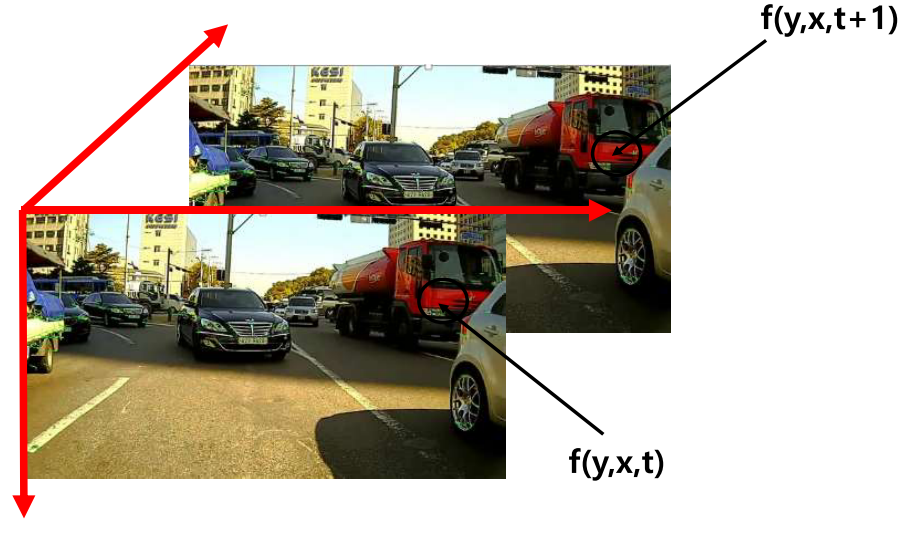 f(y,x,t+1)
KESI
KESI
f(y,x,t)